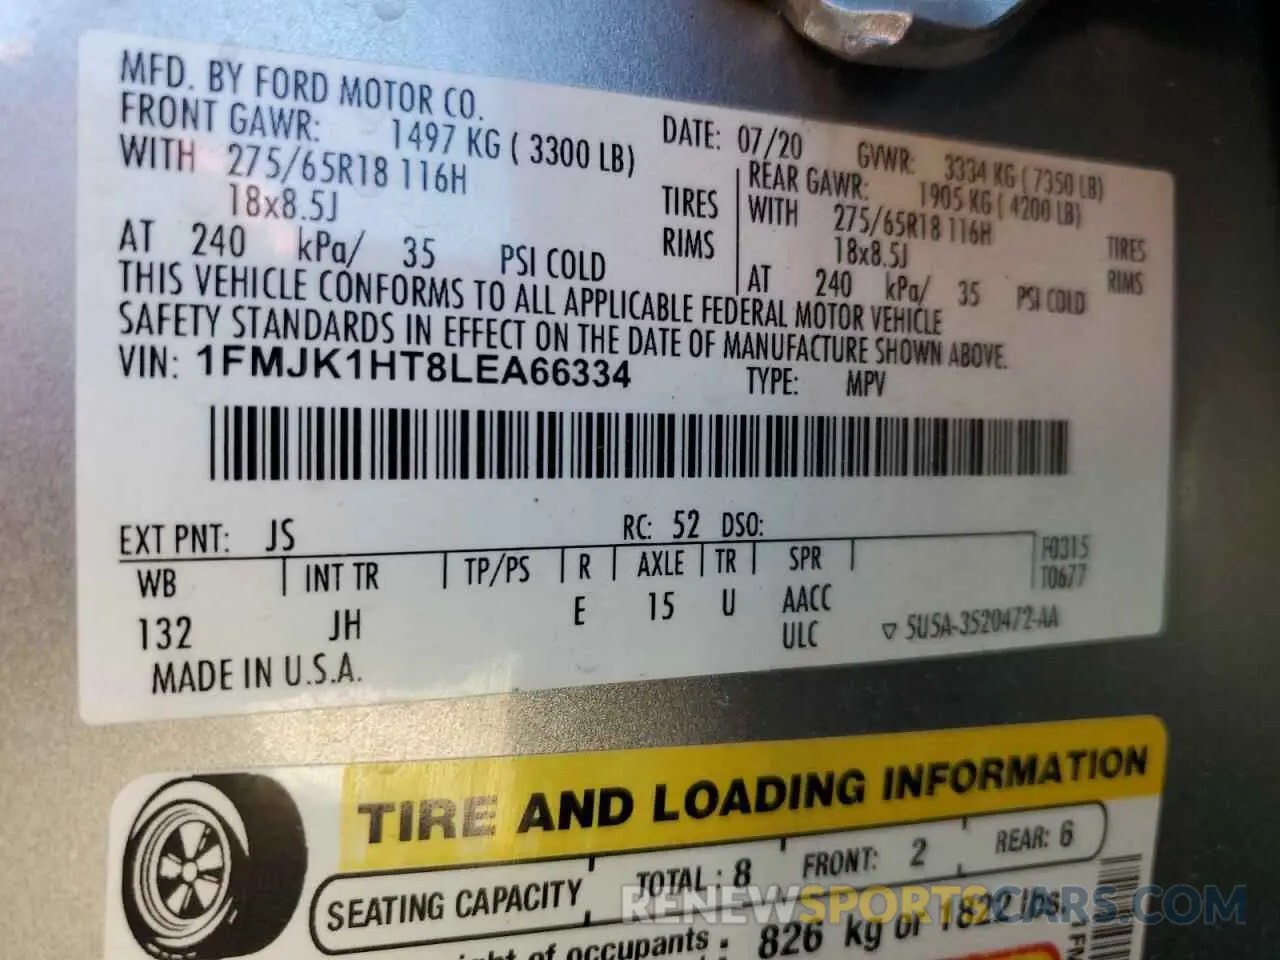 MFD. BY FORD MOTOR CO.
DATE: 07/20 GVWR: 3334 KG ( 7350 LB)
FRONT GAWR: 1497 KG ( 3300 LB)
REAR GAWR: 1905 KG ( 4200 LB)
WITH 275/65R18 116H TIRES
WITH 275/65R18 116H TIRES
18x8.5J RIMS
18x8.5J RIMS
AT 240 kPa/ 35 PSI COLD
AT 240 kPa/ 35 PSI COLD
THIS VEHICLE CONFORMS TO ALL APPLICABLE FEDERAL MOTOR VEHICLE
SAFETY STANDARDS IN EFFECT ON THE DATE OF MANUFACTURE SHOWN ABOVE.
VIN: 1FMJK1HT8LEA66334 TYPE: MPV
EXT PNT: JS RC: 52 DSO:
WB INT TR TP/PS R AXLE TR SPR
F0315
T0677
132 JH E 15 U AACC
ULC
▽ 5U5A-3520472-AA
MADE IN U.S.A.
TIRE AND LOADING INFORMATION
SEATING CAPACITY TOTAL : 8 FRONT: 2 REAR: 6
of occupants : 826 kg or 1822 lbs.
RENEWSPORTSCARS.COM